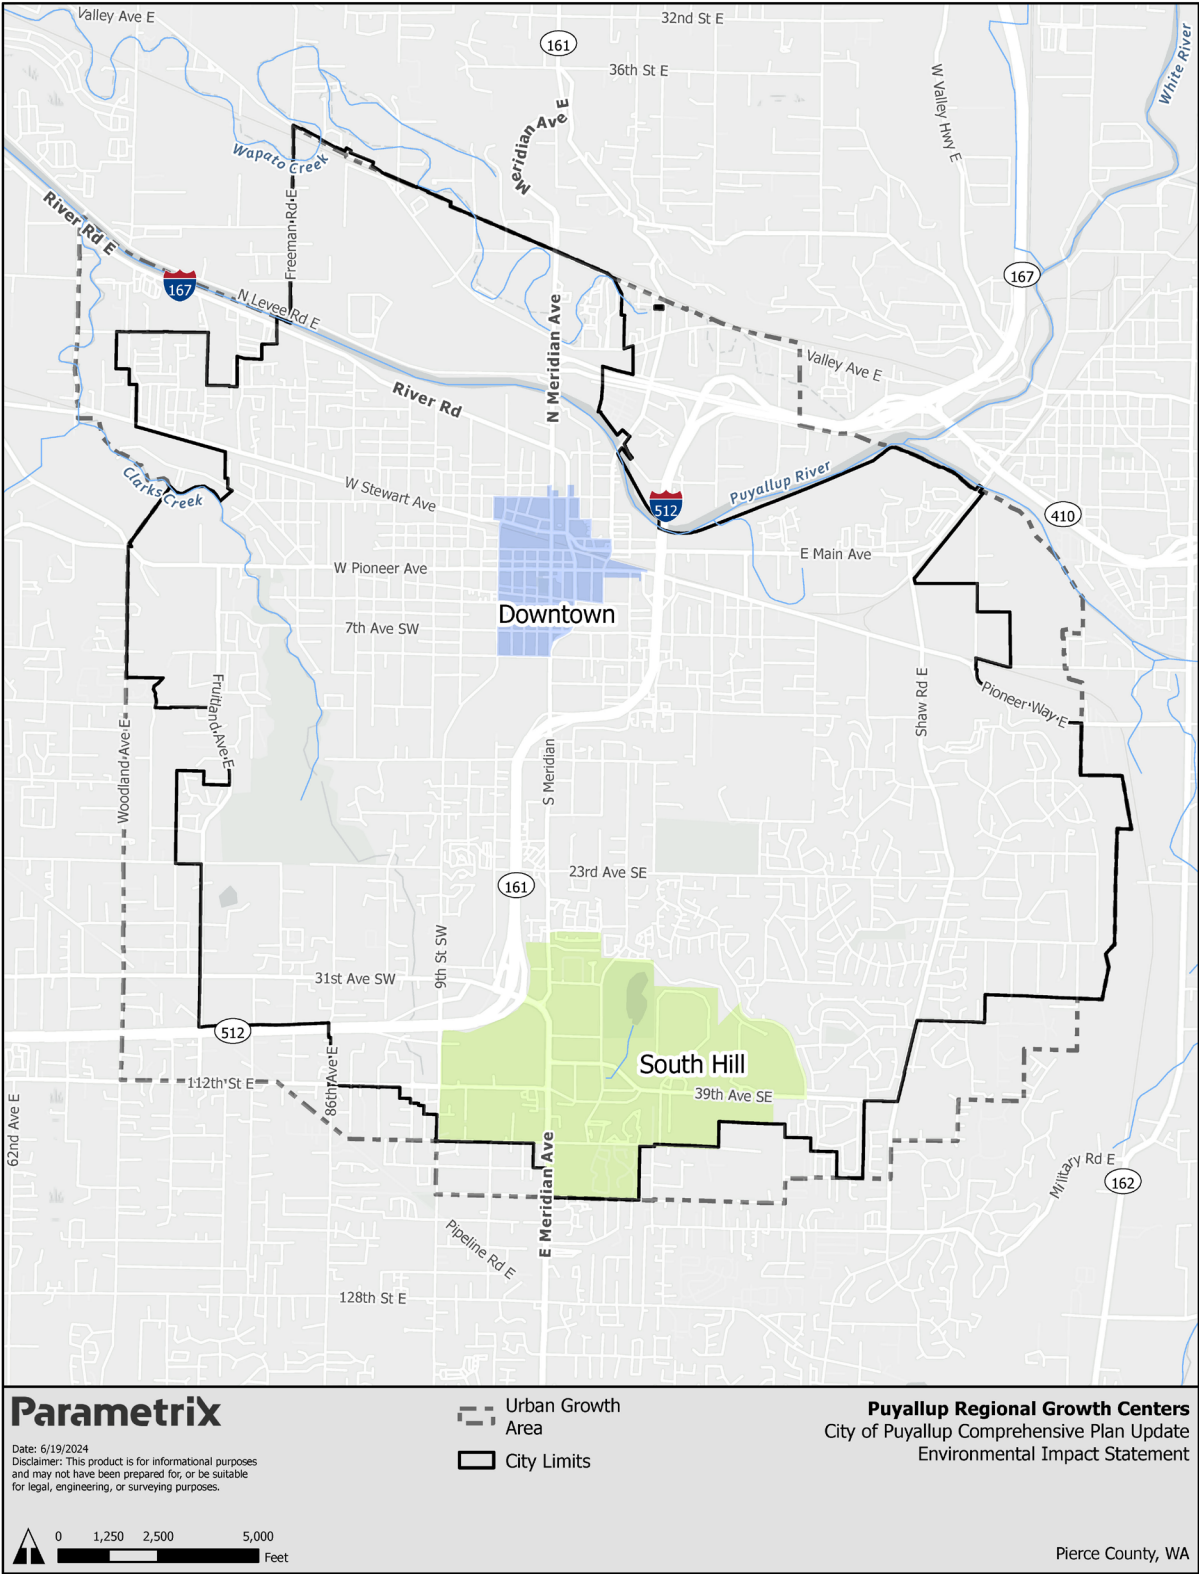 Valley Ave E
32nd St E
161
36th St E
White River
W Valley Hwy E
Meridian Ave E
Wapato Creek
River Rd E
Freeman Rd E
167
167
N Levee Rd E
N Meridian Ave
Valley Ave E
River Rd
Clarks Creek
W Stewart Ave
Puyallup River
512
410
E Main Ave
W Pioneer Ave
Downtown
7th Ave SW
Shaw Rd E
Pioneer Way E
Fruitland Ave E
Woodland Ave E
S Meridian
23rd Ave SE
161
9th St SW
31st Ave SW
512
South Hill
86th Ave E
112th St E
39th Ave SE
62nd Ave E
E Meridian Ave
Military Rd E
162
Pipeline Rd E
128th St E
Parametrix
Date: 6/19/2024
Disclaimer: This product is for informational purposes
and may not have been prepared for, or be suitable
for legal, engineering, or surveying purposes.
0 1,250 2,500 5,000
Feet
Urban Growth
Area
City Limits
Puyallup Regional Growth Centers
City of Puyallup Comprehensive Plan Update
Environmental Impact Statement
Pierce County, WA